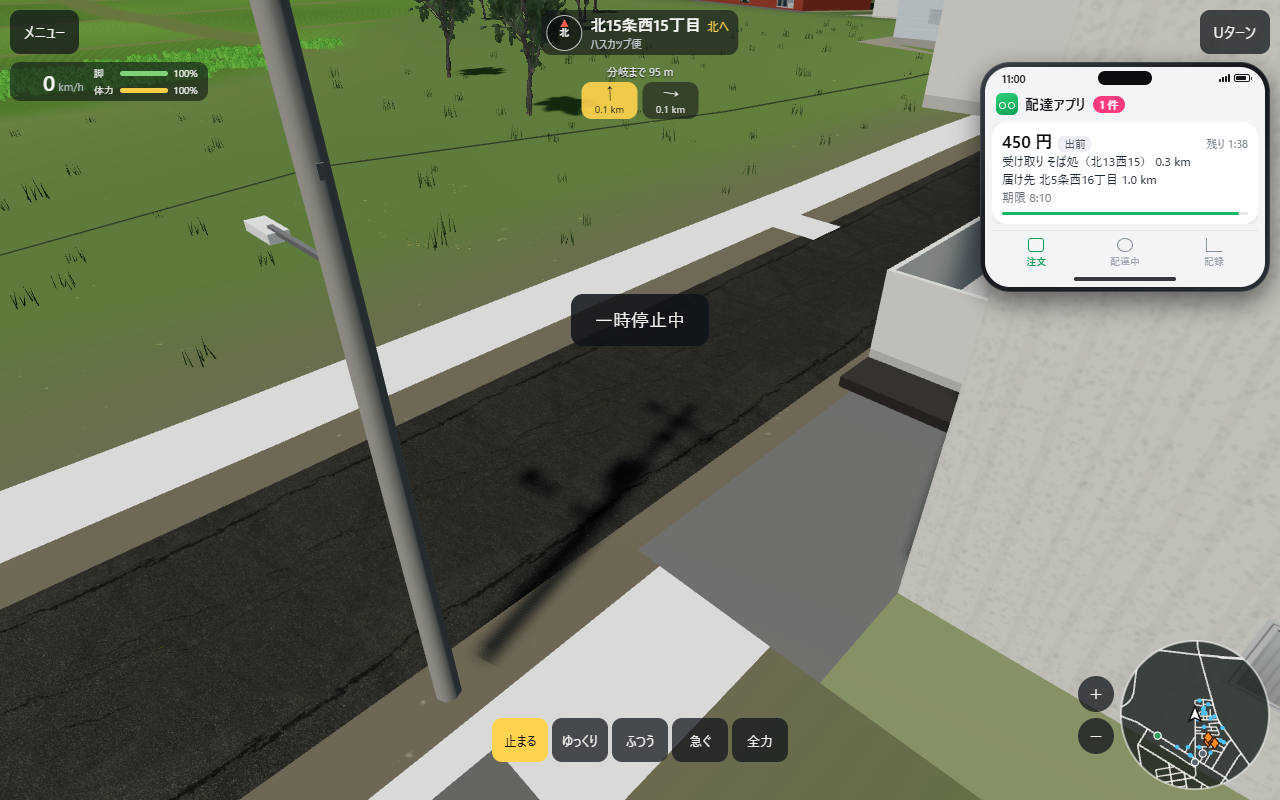 メニュー
0 km/h
脚 100%
体力 100%
北
北15条西15丁目 北へ
ハスカップ便
分岐まで 95 m
↑
0.1 km
→
0.1 km
Uターン
11:00
配達アプリ 1 件
450 円 出前 残り 1:38
受け取り そば処（北13西15） 0.3 km
届け先 北5条西16丁目 1.0 km
期限 8:10
注文
配達中
記録
一時停止中
止まる
ゆっくり
ふつう
急ぐ
全力
+
−